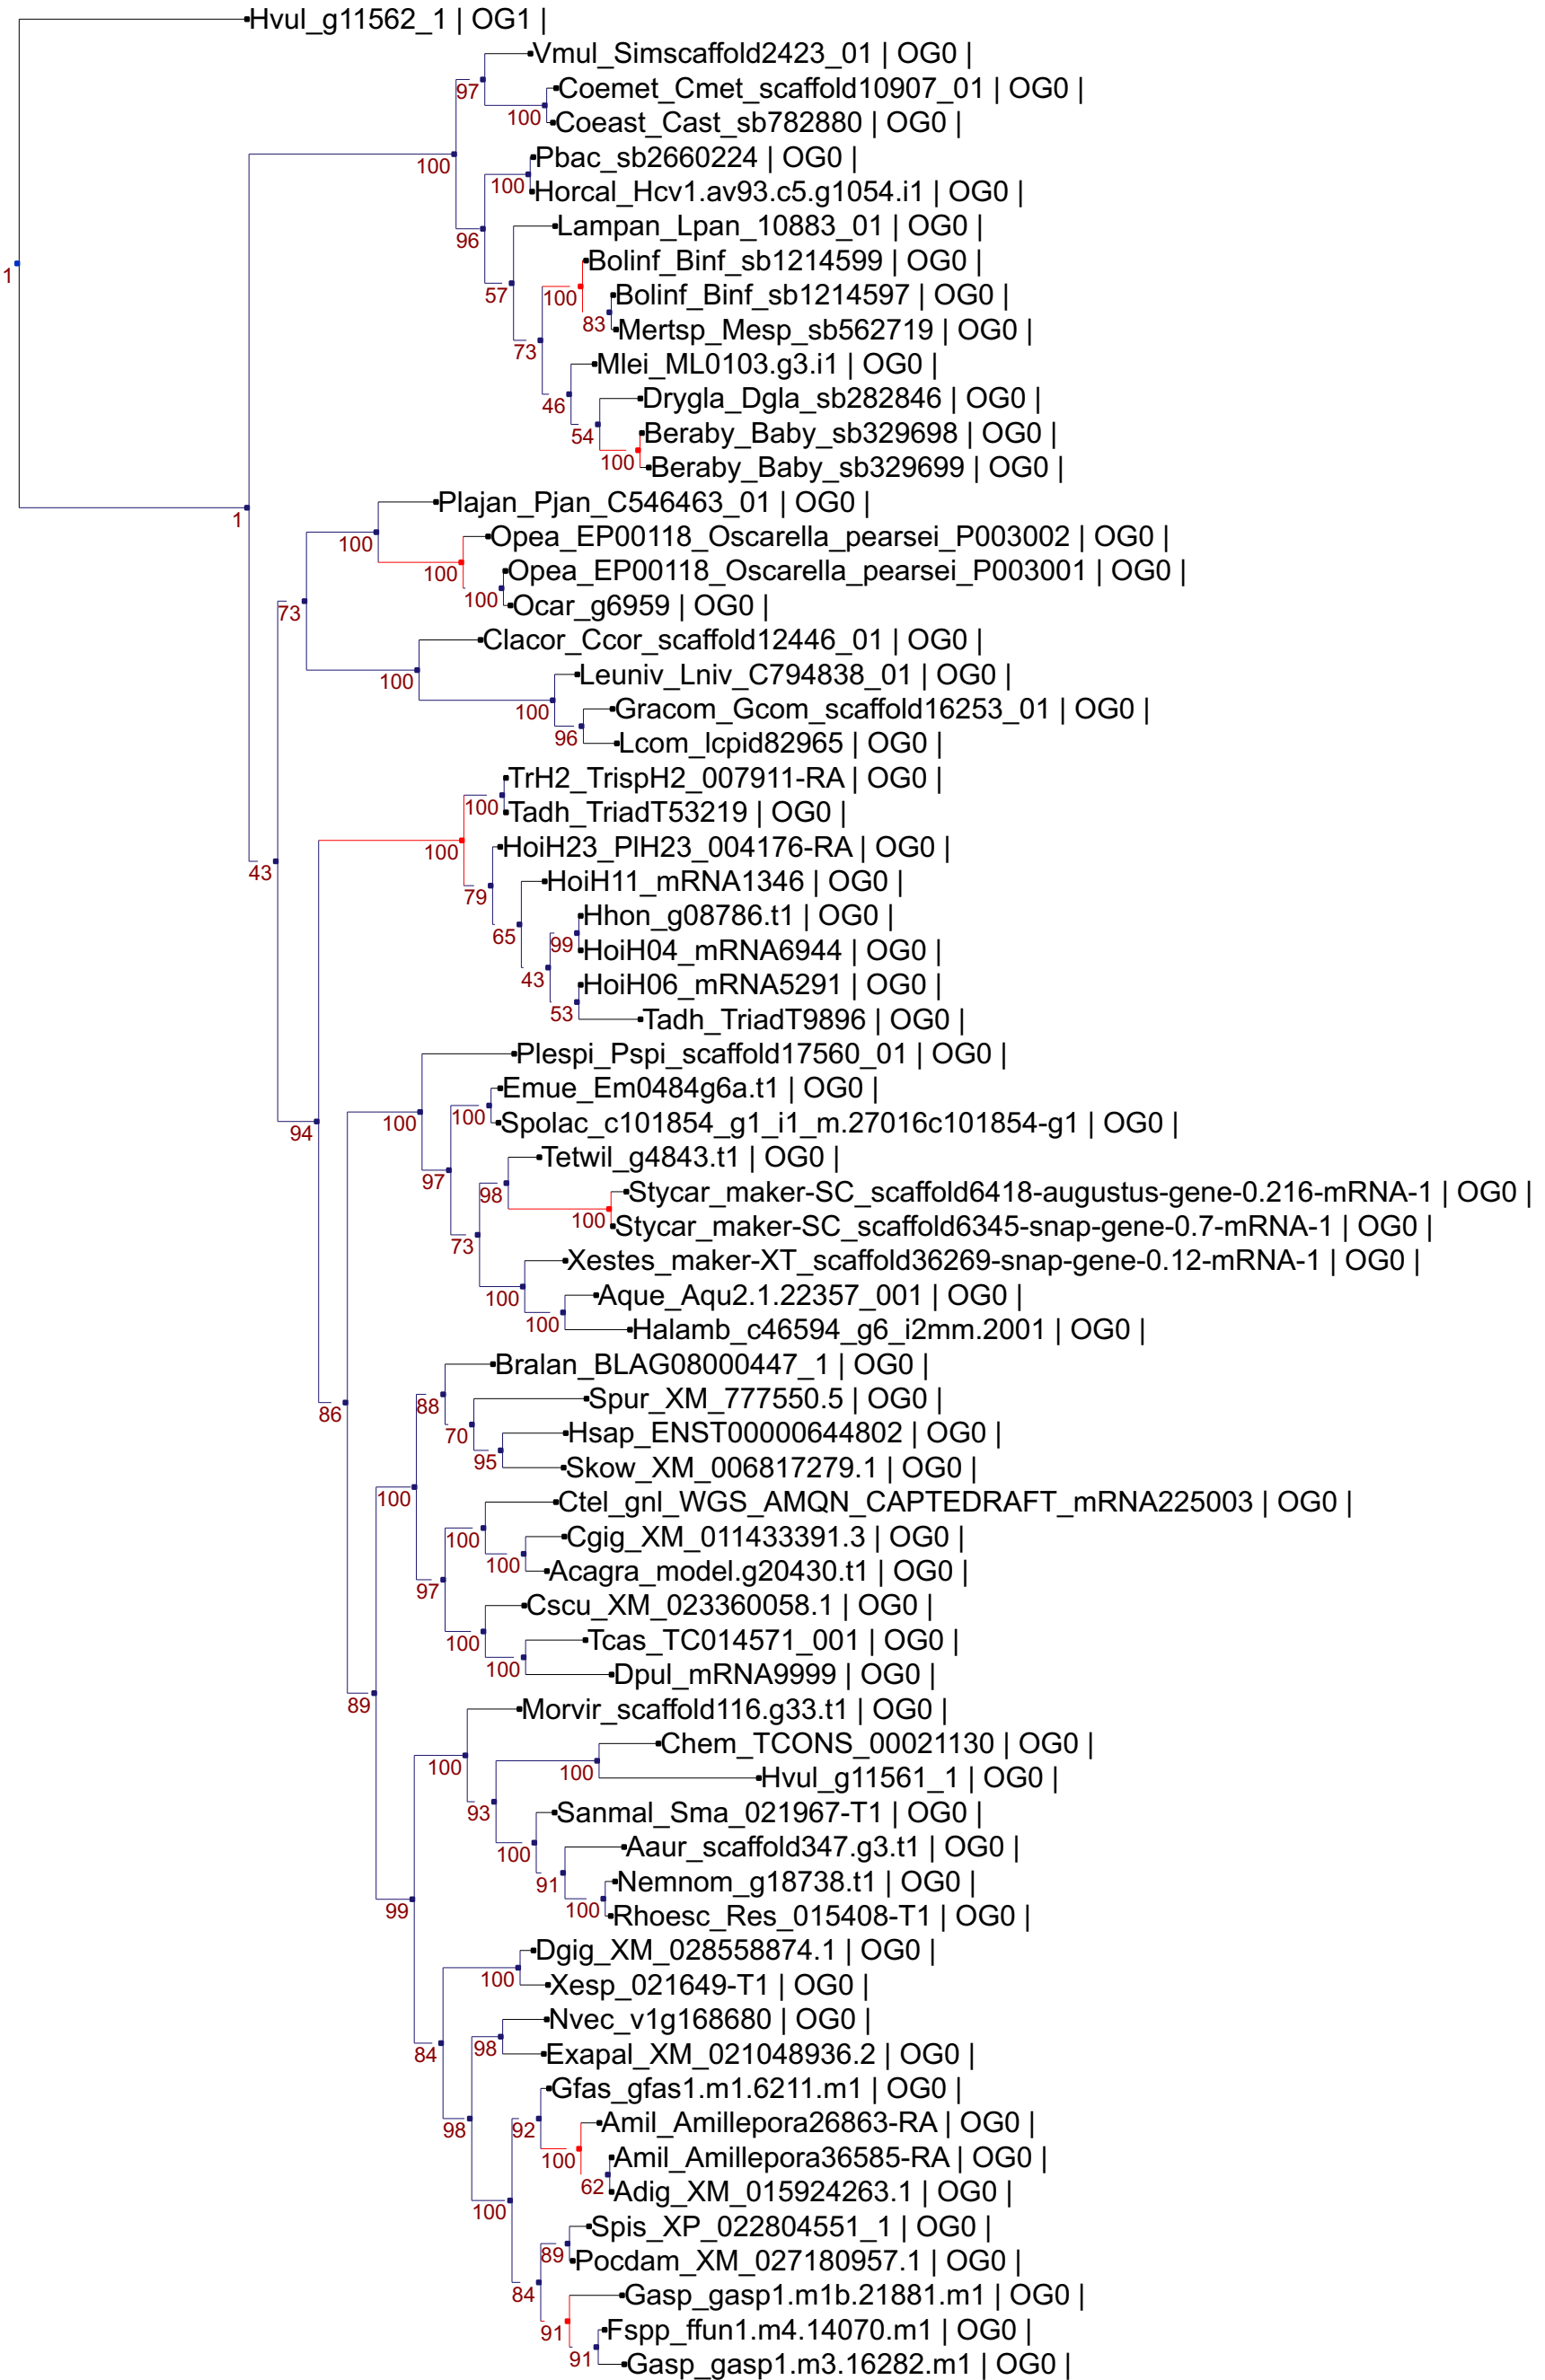 Hvul_g11562_1 | OG1 |
Vmul_Simscaffold2423_01 | OG0 |
97
Coemet_Cmet_scaffold10907_01 | OG0 |
100
Coeast_Cast_sb782880 | OG0 |
100
Pbac_sb2660224 | OG0 |
100
Horcal_Hcv1.av93.c5.g1054.i1 | OG0 |
96
Lampan_Lpan_10883_01 | OG0 |
1
Bolinf_Binf_sb1214599 | OG0 |
57
100
Bolinf_Binf_sb1214597 | OG0 |
83
Mertsp_Mesp_sb562719 | OG0 |
73
Mlei_ML0103.g3.i1 | OG0 |
46
Drygla_Dgla_sb282846 | OG0 |
54
Beraby_Baby_sb329698 | OG0 |
100
Beraby_Baby_sb329699 | OG0 |
Plajan_Pjan_C546463_01 | OG0 |
1
Opea_EP00118_Oscarella_pearsei_P003002 | OG0 |
100
Opea_EP00118_Oscarella_pearsei_P003001 | OG0 |
100
100
Ocar_g6959 | OG0 |
73
Clacor_Ccor_scaffold12446_01 | OG0 |
Leuniv_Lniv_C794838_01 | OG0 |
100
Gracom_Gcom_scaffold16253_01 | OG0 |
100
96
Lcom_lcpid82965 | OG0 |
TrH2_TrispH2_007911-RA | OG0 |
100
Tadh_TriadT53219 | OG0 |
HoiH23_PlH23_004176-RA | OG0 |
100
43
HoiH11_mRNA1346 | OG0 |
79
Hhon_g08786.t1 | OG0 |
65
99
HoiH04_mRNA6944 | OG0 |
43
HoiH06_mRNA5291 | OG0 |
53
Tadh_TriadT9896 | OG0 |
Plespi_Pspi_scaffold17560_01 | OG0 |
Emue_Em0484g6a.t1 | OG0 |
100
100
Spolac_c101854_g1_i1_m.27016c101854-g1 | OG0 |
94
Tetwil_g4843.t1 | OG0 |
97
98
Stycar_maker-SC_scaffold6418-augustus-gene-0.216-mRNA-1 | OG0 |
100
Stycar_maker-SC_scaffold6345-snap-gene-0.7-mRNA-1 | OG0 |
73
Xestes_maker-XT_scaffold36269-snap-gene-0.12-mRNA-1 | OG0 |
100
Aque_Aqu2.1.22357_001 | OG0 |
100
Halamb_c46594_g6_i2mm.2001 | OG0 |
Bralan_BLAG08000447_1 | OG0 |
88
Spur_XM_777550.5 | OG0 |
86
70
Hsap_ENST00000644802 | OG0 |
95
Skow_XM_006817279.1 | OG0 |
100
Ctel_gnl_WGS_AMQN_CAPTEDRAFT_mRNA225003 | OG0 |
100
Cgig_XM_011433391.3 | OG0 |
100
Acagra_model.g20430.t1 | OG0 |
97
Cscu_XM_023360058.1 | OG0 |
100
Tcas_TC014571_001 | OG0 |
100
Dpul_mRNA9999 | OG0 |
89
Morvir_scaffold116.g33.t1 | OG0 |
Chem_TCONS_00021130 | OG0 |
100
100
Hvul_g11561_1 | OG0 |
93
Sanmal_Sma_021967-T1 | OG0 |
100
Aaur_scaffold347.g3.t1 | OG0 |
91
Nemnom_g18738.t1 | OG0 |
99
100
Rhoesc_Res_015408-T1 | OG0 |
Dgig_XM_028558874.1 | OG0 |
100
Xesp_021649-T1 | OG0 |
Nvec_v1g168680 | OG0 |
84
98
Exapal_XM_021048936.2 | OG0 |
Gfas_gfas1.m1.6211.m1 | OG0 |
98
92
Amil_Amillepora26863-RA | OG0 |
100
Amil_Amillepora36585-RA | OG0 |
62
Adig_XM_015924263.1 | OG0 |
100
Spis_XP_022804551_1 | OG0 |
89
Pocdam_XM_027180957.1 | OG0 |
84
Gasp_gasp1.m1b.21881.m1 | OG0 |
91
Fspp_ffun1.m4.14070.m1 | OG0 |
91
Gasp_gasp1.m3.16282.m1 | OG0 |